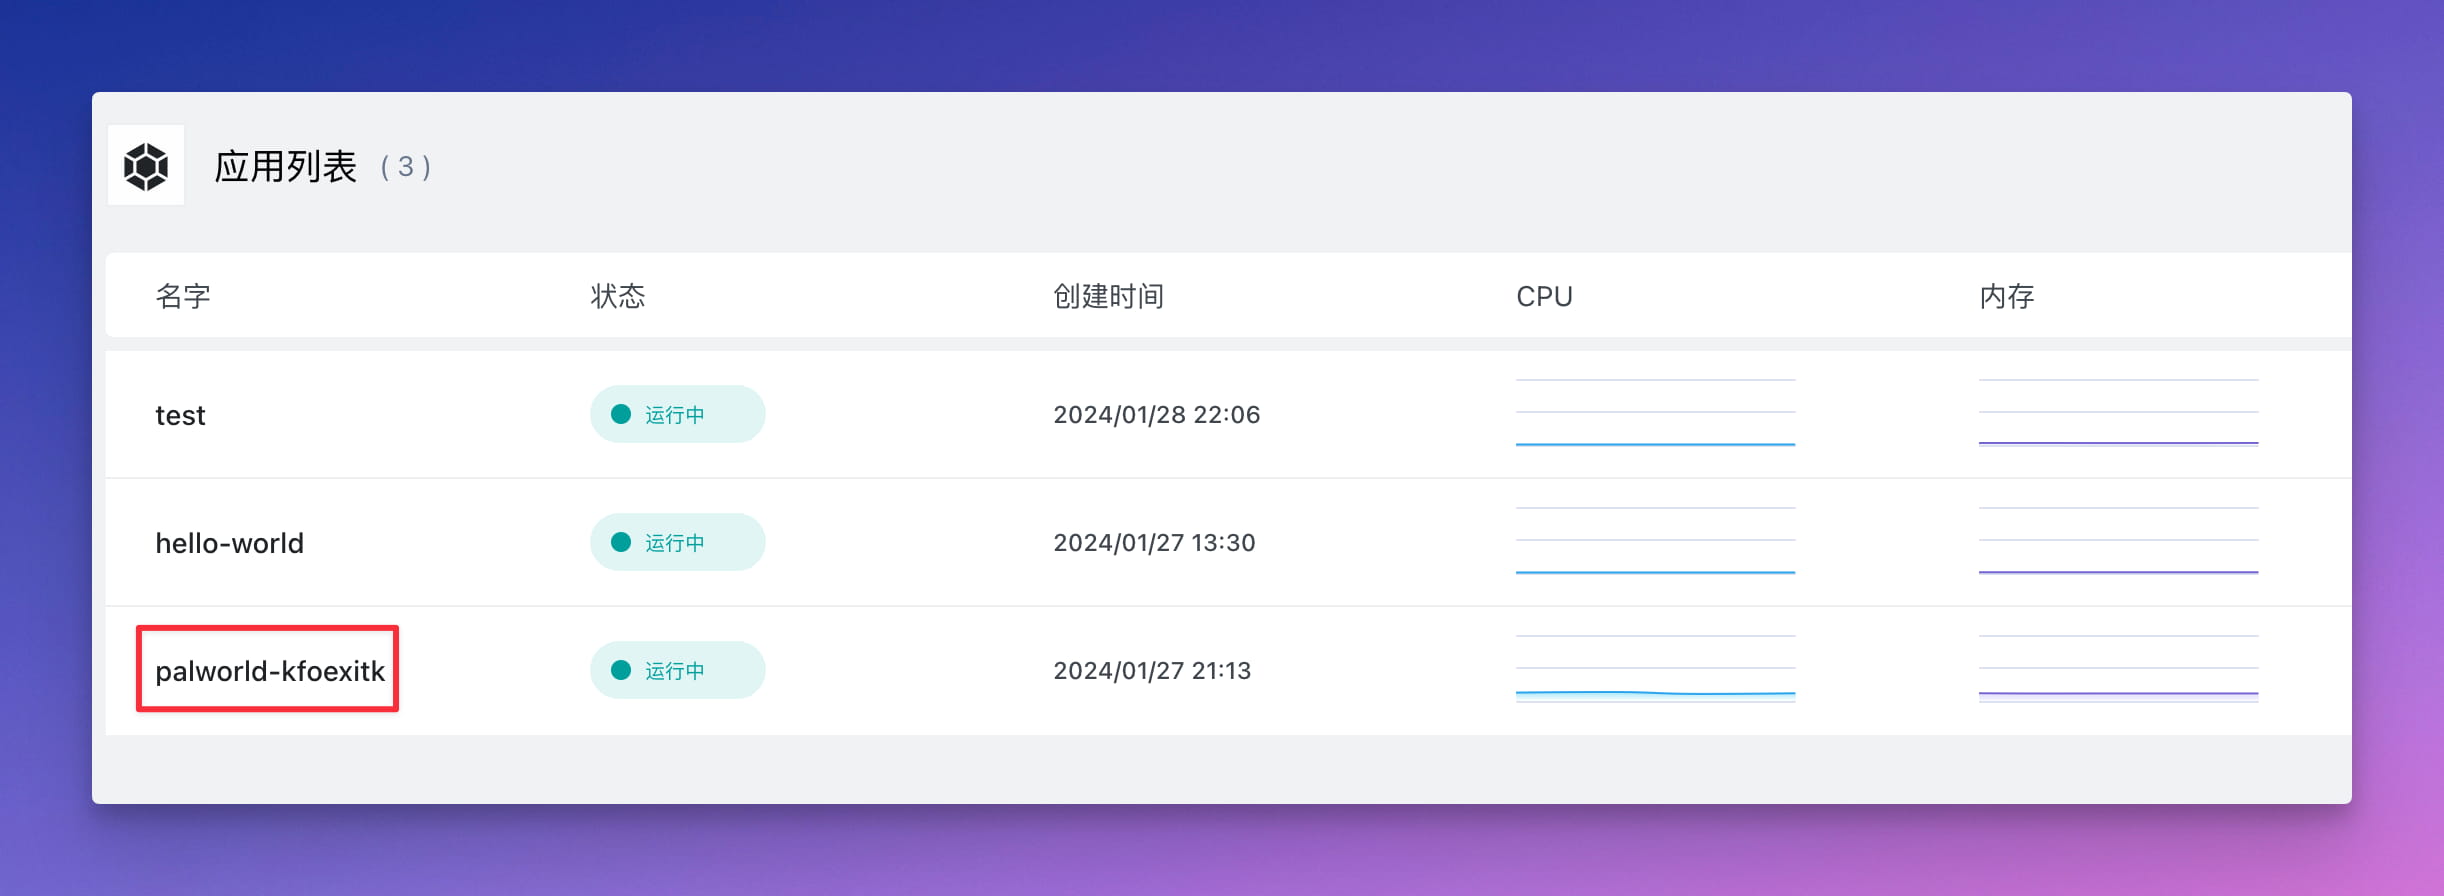 应用列表 ( 3 )
名字 状态 创建时间 CPU 内存
test 运行中 2024/01/28 22:06
hello-world 运行中 2024/01/27 13:30
palworld-kfoexitk 运行中 2024/01/27 21:13